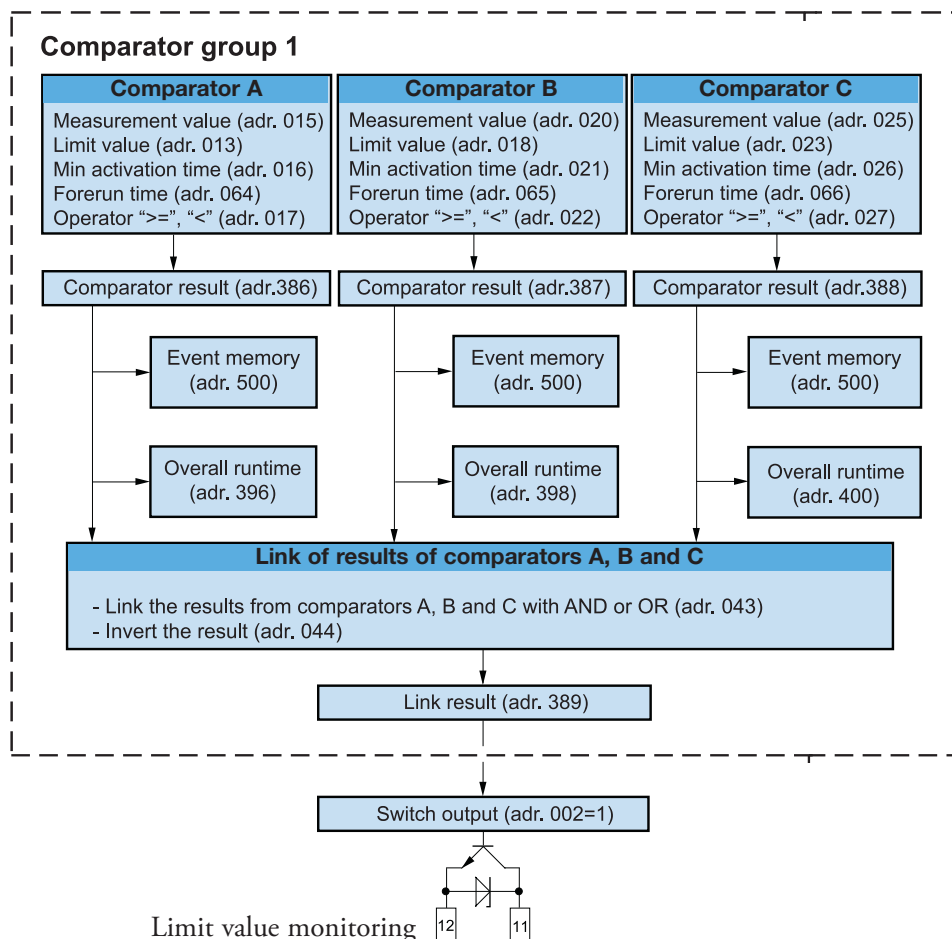 Comparator group 1
Comparator A
Measurement value (adr. 015)
Limit value (adr. 013)
Min activation time (adr. 016)
Forerun time (adr. 064)
Operator “>=”, “<” (adr. 017)
Comparator B
Measurement value (adr. 020)
Limit value (adr. 018)
Min activation time (adr. 021)
Forerun time (adr. 065)
Operator “>=”, “<” (adr. 022)
Comparator C
Measurement value (adr. 025)
Limit value (adr. 023)
Min activation time (adr. 026)
Forerun time (adr. 066)
Operator “>=”, “<” (adr. 027)
Comparator result (adr.386)
Comparator result (adr.387)
Comparator result (adr.388)
Event memory
(adr. 500)
Event memory
(adr. 500)
Event memory
(adr. 500)
Overall runtime
(adr. 396)
Overall runtime
(adr. 398)
Overall runtime
(adr. 400)
Link of results of comparators A, B and C
- Link the results from comparators A, B and C with AND or OR (adr. 043)
- Invert the result (adr. 044)
Link result (adr. 389)
Switch output (adr. 002=1)
Limit value monitoring
12
11